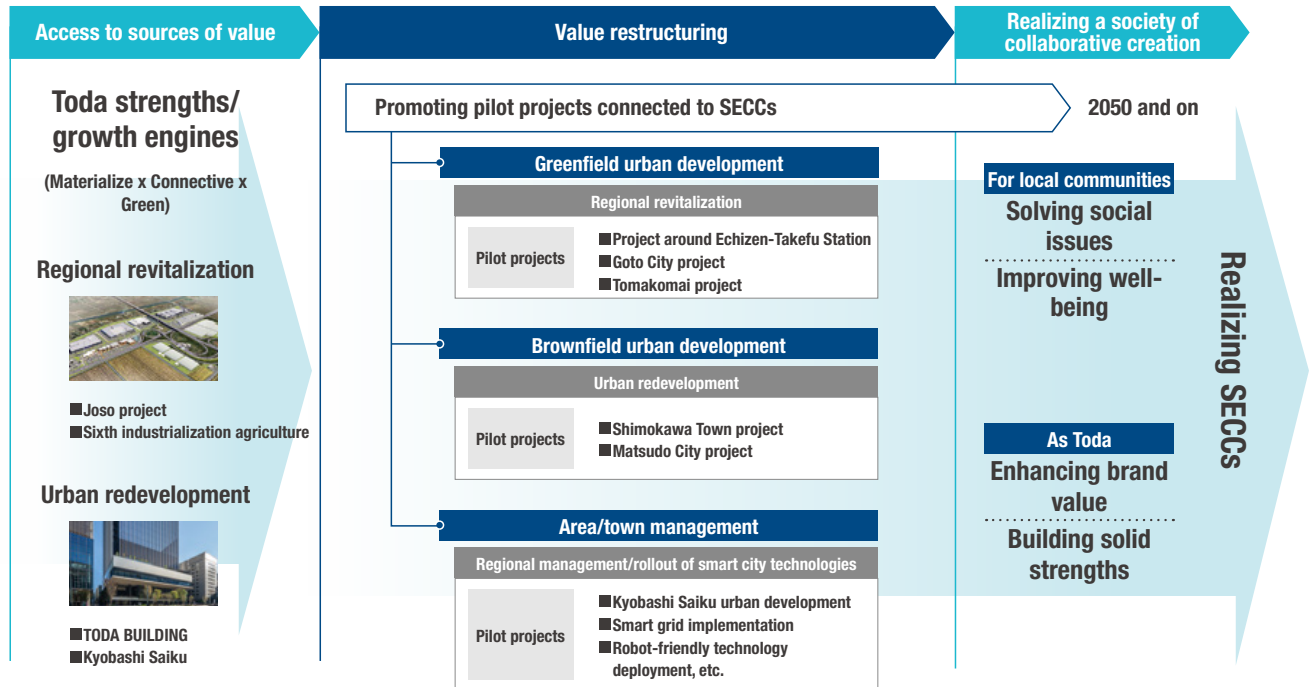 Access to sources of value
Value restructuring
Realizing a society of
collaborative creation
Toda strengths/
growth engines
(Materialize x Connective x
Green)
Regional revitalization
■Joso project
■Sixth industrialization agriculture
Urban redevelopment
■TODA BUILDING
■Kyobashi Saiku
Promoting pilot projects connected to SECCs
2050 and on
Greenfield urban development
Regional revitalization
Pilot projects
■Project around Echizen-Takefu Station
■Goto City project
■Tomakomai project
Brownfield urban development
Urban redevelopment
Pilot projects
■Shimokawa Town project
■Matsudo City project
Area/town management
Regional management/rollout of smart city technologies
Pilot projects
■Kyobashi Saiku urban development
■Smart grid implementation
■Robot-friendly technology
deployment, etc.
For local communities
Solving social
issues
Improving well-
being
As Toda
Enhancing brand
value
Building solid
strengths
Realizing SECCs